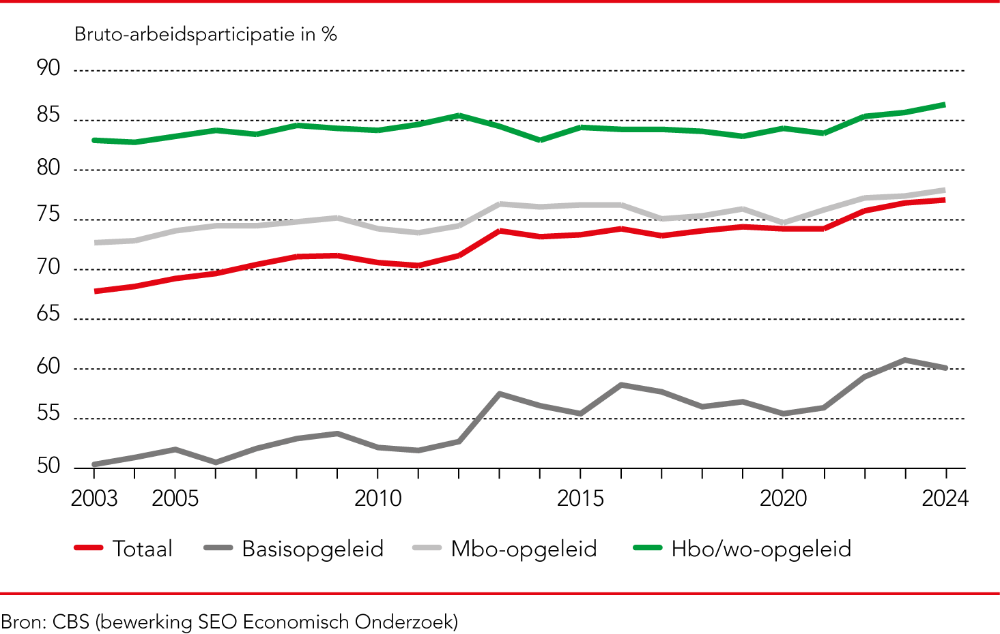 Bruto-arbeidsparticipatie in %
90
85
80
75
70
65
60
55
50
2003 2005 2010 2015 2020 2024
Totaal Basisopgeleid Mbo-opgeleid Hbo/wo-opgeleid
Bron: CBS (bewerking SEO Economisch Onderzoek)